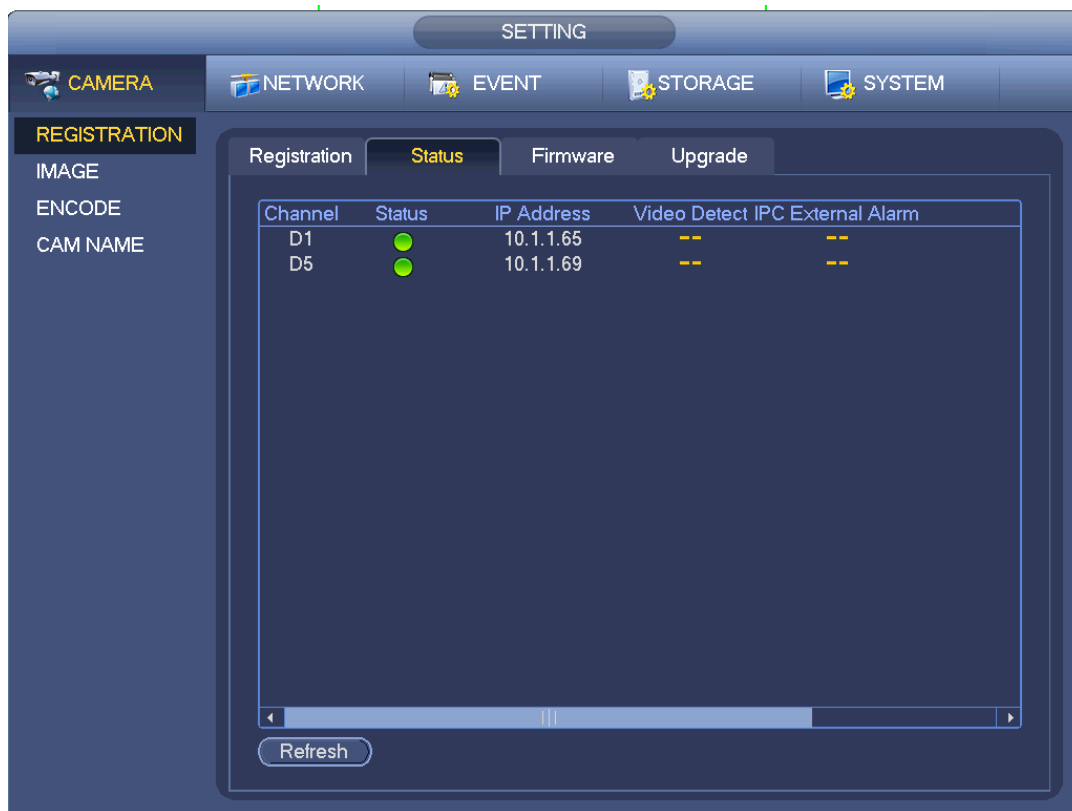 SETTING
CAMERA NETWORK EVENT STORAGE SYSTEM
REGISTRATION
IMAGE
ENCODE
CAM NAME
Registration Status Firmware Upgrade
Channel Status IP Address Video Detect IPC External Alarm
D1 10.1.1.65 -- --
D5 10.1.1.69 -- --
Refresh